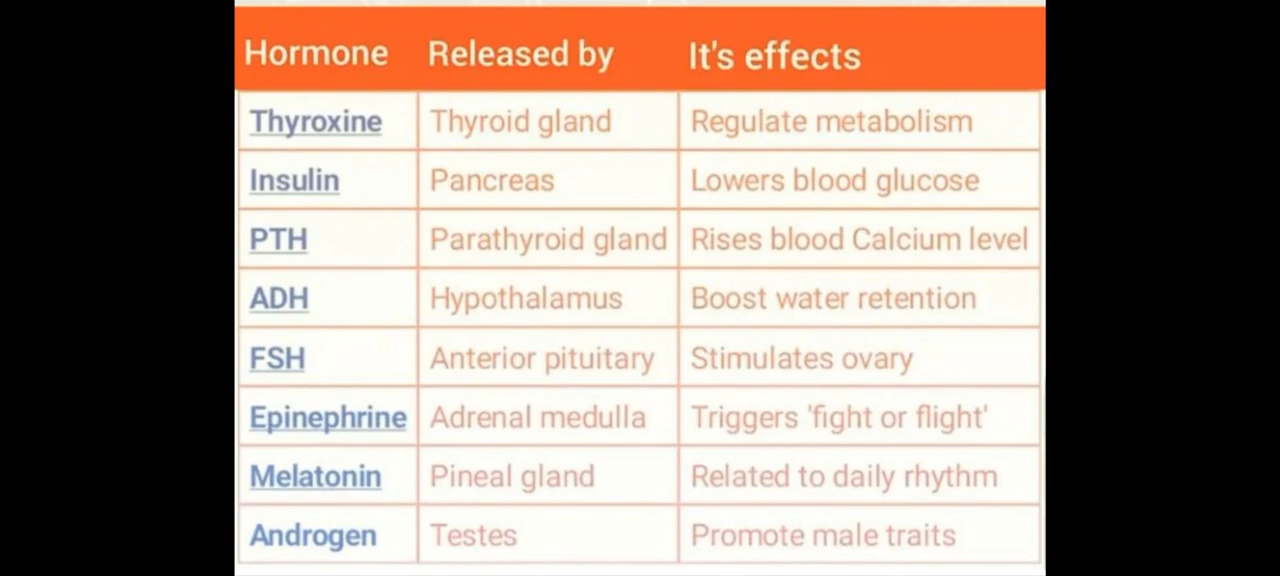 Hormone Released by It's effects
Thyroxine Thyroid gland Regulate metabolism
Insulin Pancreas Lowers blood glucose
PTH Parathyroid gland Rises blood Calcium level
ADH Hypothalamus Boost water retention
FSH Anterior pituitary Stimulates ovary
Epinephrine Adrenal medulla Triggers 'fight or flight'
Melatonin Pineal gland Related to daily rhythm
Androgen Testes Promote male traits